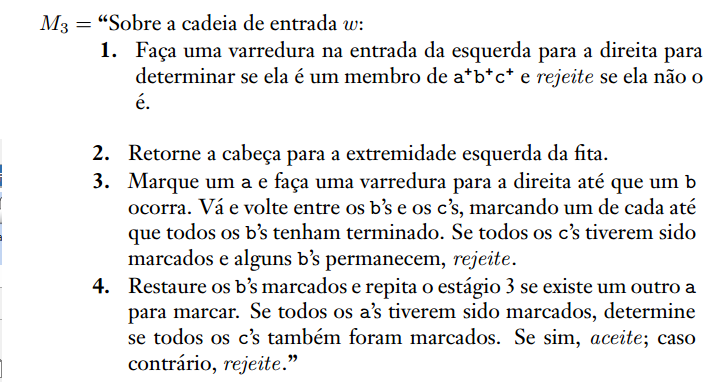 M₃ = “Sobre a cadeia de entrada w:
1. Faça uma varredura na entrada da esquerda para a direita para
determinar se ela é um membro de a⁺b⁺c⁺ e rejeite se ela não o
é.
2. Retorne a cabeça para a extremidade esquerda da fita.
3. Marque um a e faça uma varredura para a direita até que um b
ocorra. Vá e volte entre os b’s e os c’s, marcando um de cada até
que todos os b’s tenham terminado. Se todos os c’s tiverem sido
marcados e alguns b’s permanecem, rejeite.
4. Restaure os b’s marcados e repita o estágio 3 se existe um outro a
para marcar. Se todos os a’s tiverem sido marcados, determine
se todos os c’s também foram marcados. Se sim, aceite; caso
contrário, rejeite.”